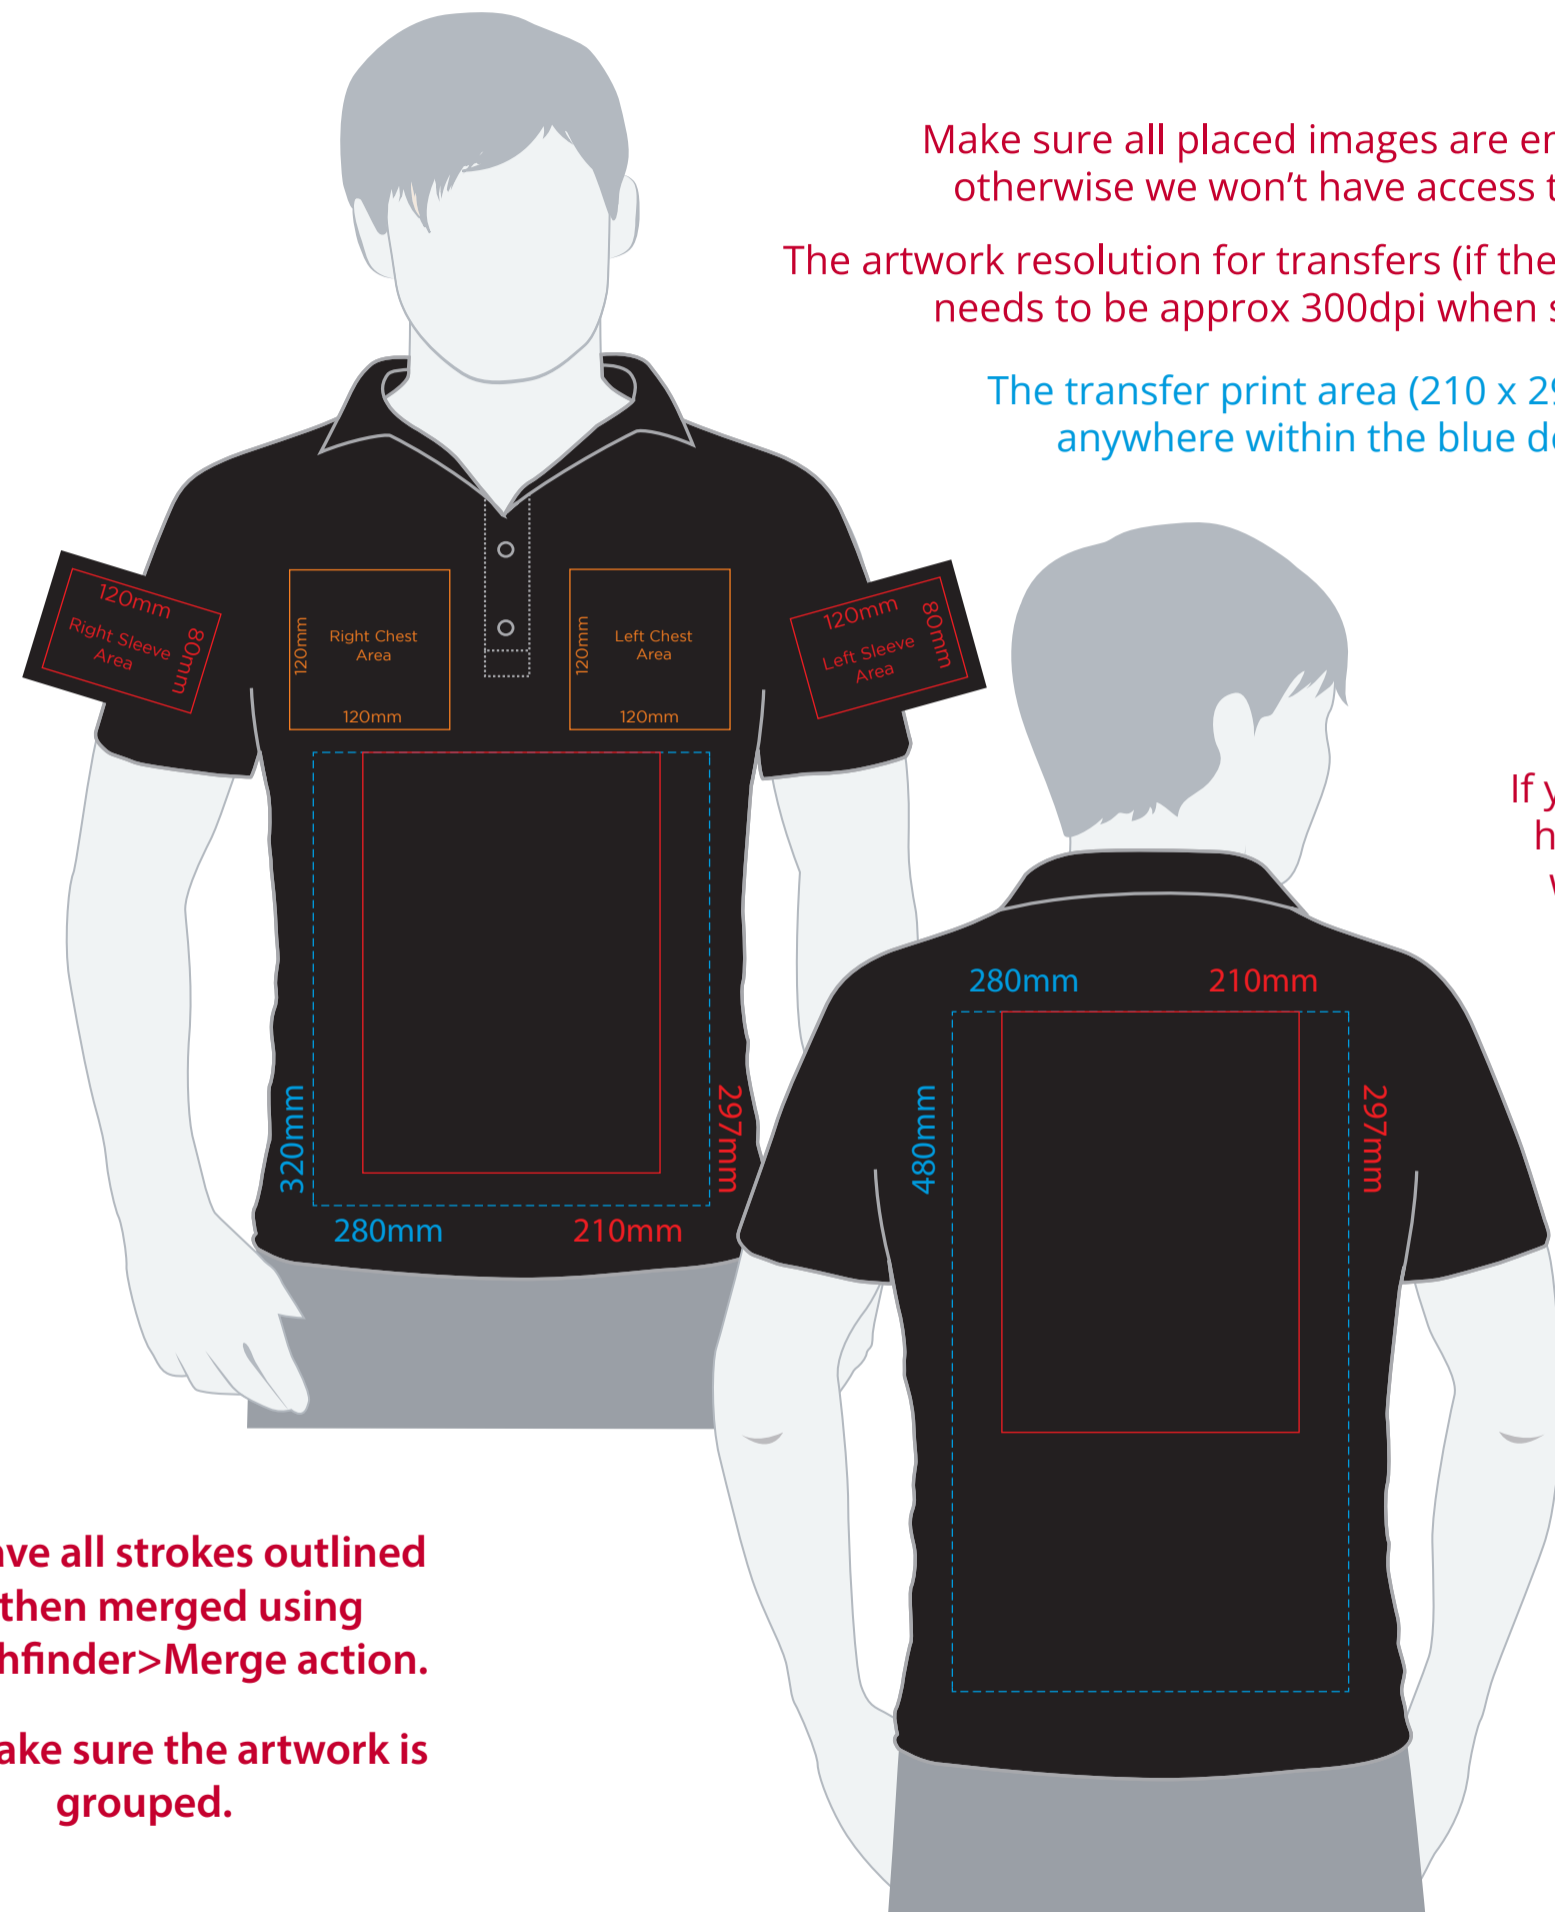 Make sure all placed images are
otherwise we won't have access
The artwork resolution for transfers (if
needs to be approx 300dpi when
The transfer print area (210 x
anywhere within the blue
120mm
80mm
Right Sleeve
Area
120mm
Right Chest
Area
120mm
120mm
Left Chest
Area
120mm
120mm
80mm
Left Sleeve
Area
320mm
297mm
280mm
210mm
If
280mm
210mm
480mm
297mm
all strokes outlined
then merged using
>Merge action.
sure the artwork is
grouped.